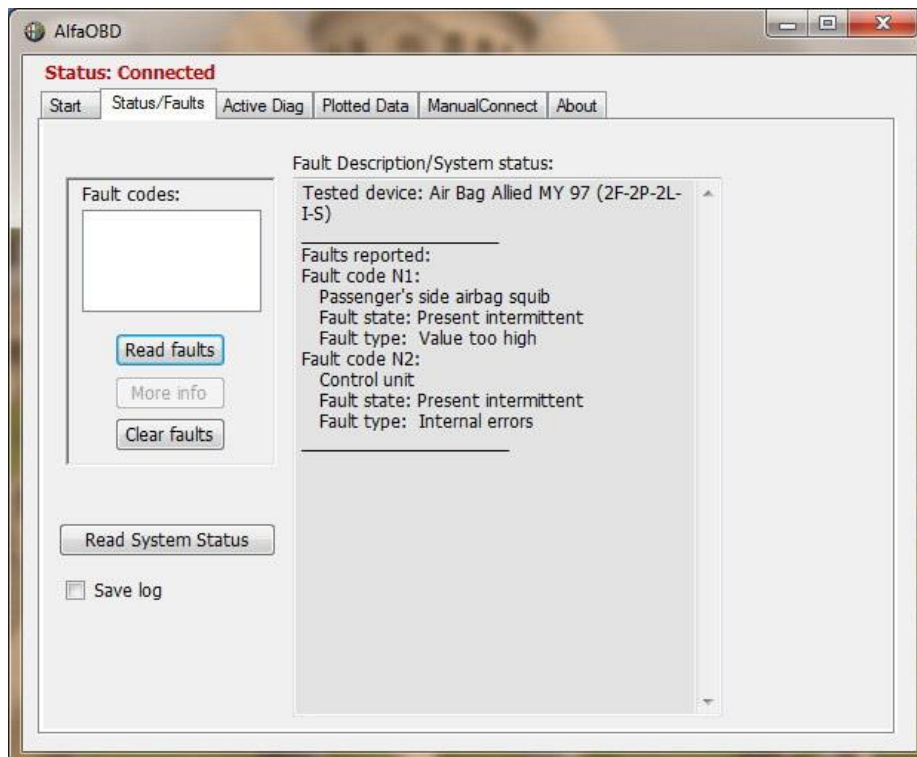 AlfaOBD
Status: Connected
Start
Status/Faults
Active Diag
Plotted Data
ManualConnect
About
Fault codes:
Read faults
More info
Clear faults
Read System Status
Save log
Fault Description/System status:
Tested device: Air Bag Allied MY 97 (2F-2P-2L-
I-S)
Faults reported:
Fault code N1:
Passenger's side airbag squib
Fault state: Present intermittent
Fault type: Value too high
Fault code N2:
Control unit
Fault state: Present intermittent
Fault type: Internal errors